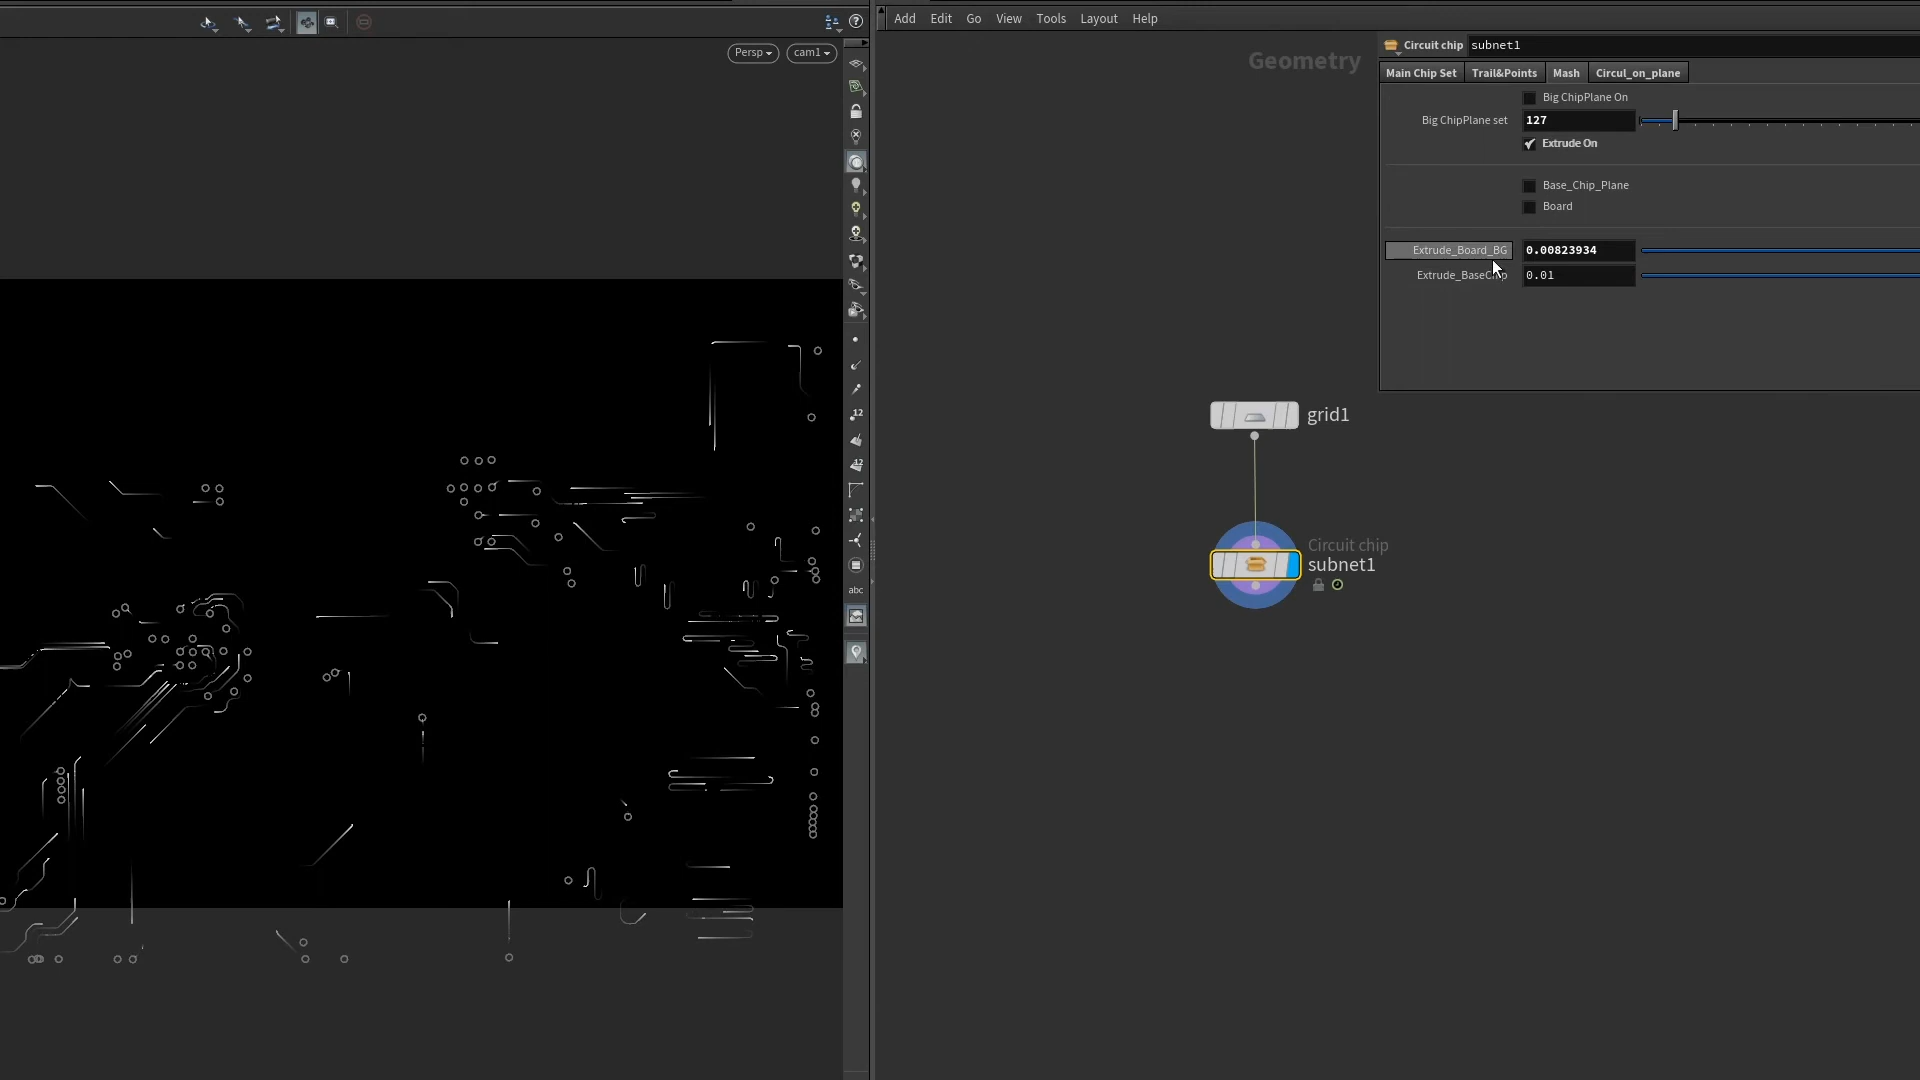 Add Edit Go View Tools Layout Help
Persp cam1
Geometry
Circuit chip subnet1
Main Chip Set Trail&Points Mash Circul_on_plane
Big ChipPlane On
Big ChipPlane set 127
Extrude On
Base_Chip_Plane
Board
Extrude_Board_BG 0.00823934
Extrude_BaseChip 0.01
grid1
Circuit chip
subnet1
12
12
abc